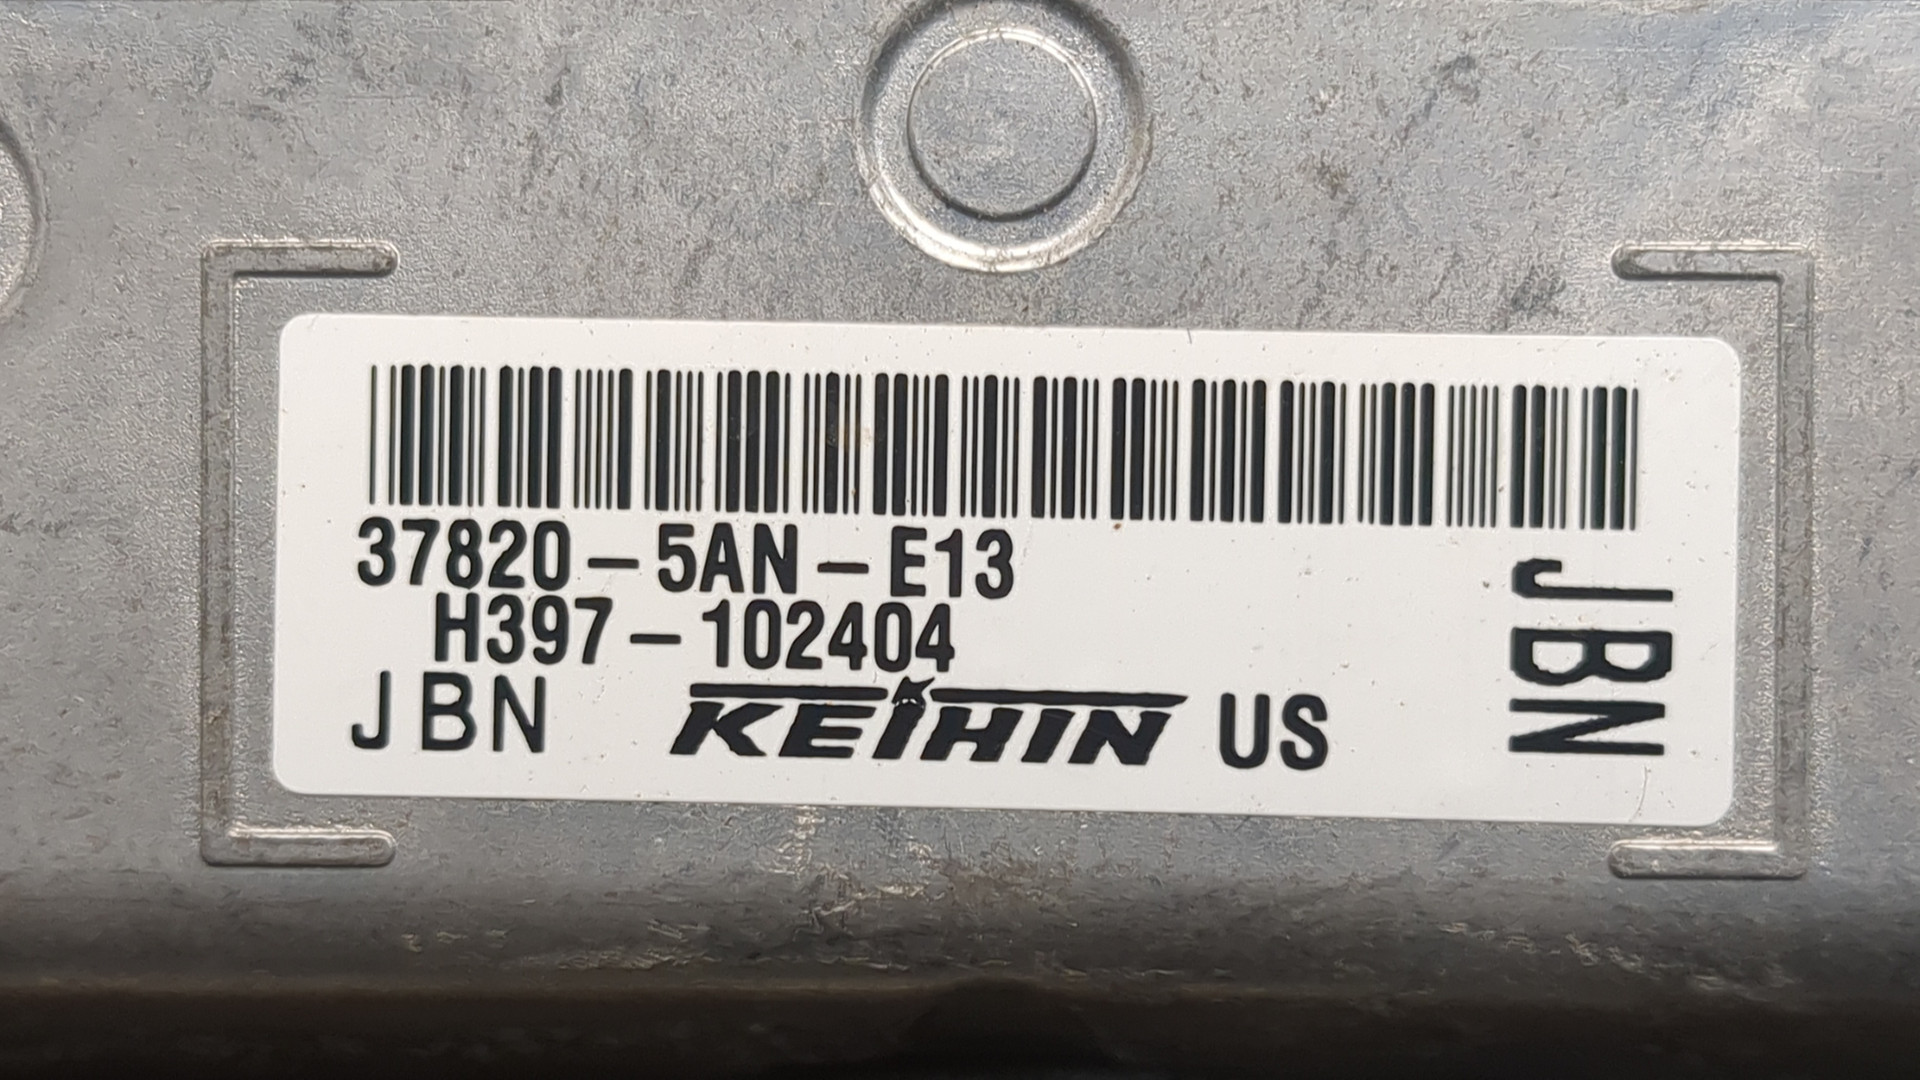 37820-5AN-E13
H397-102404
JBN KEIHIN US
JBN